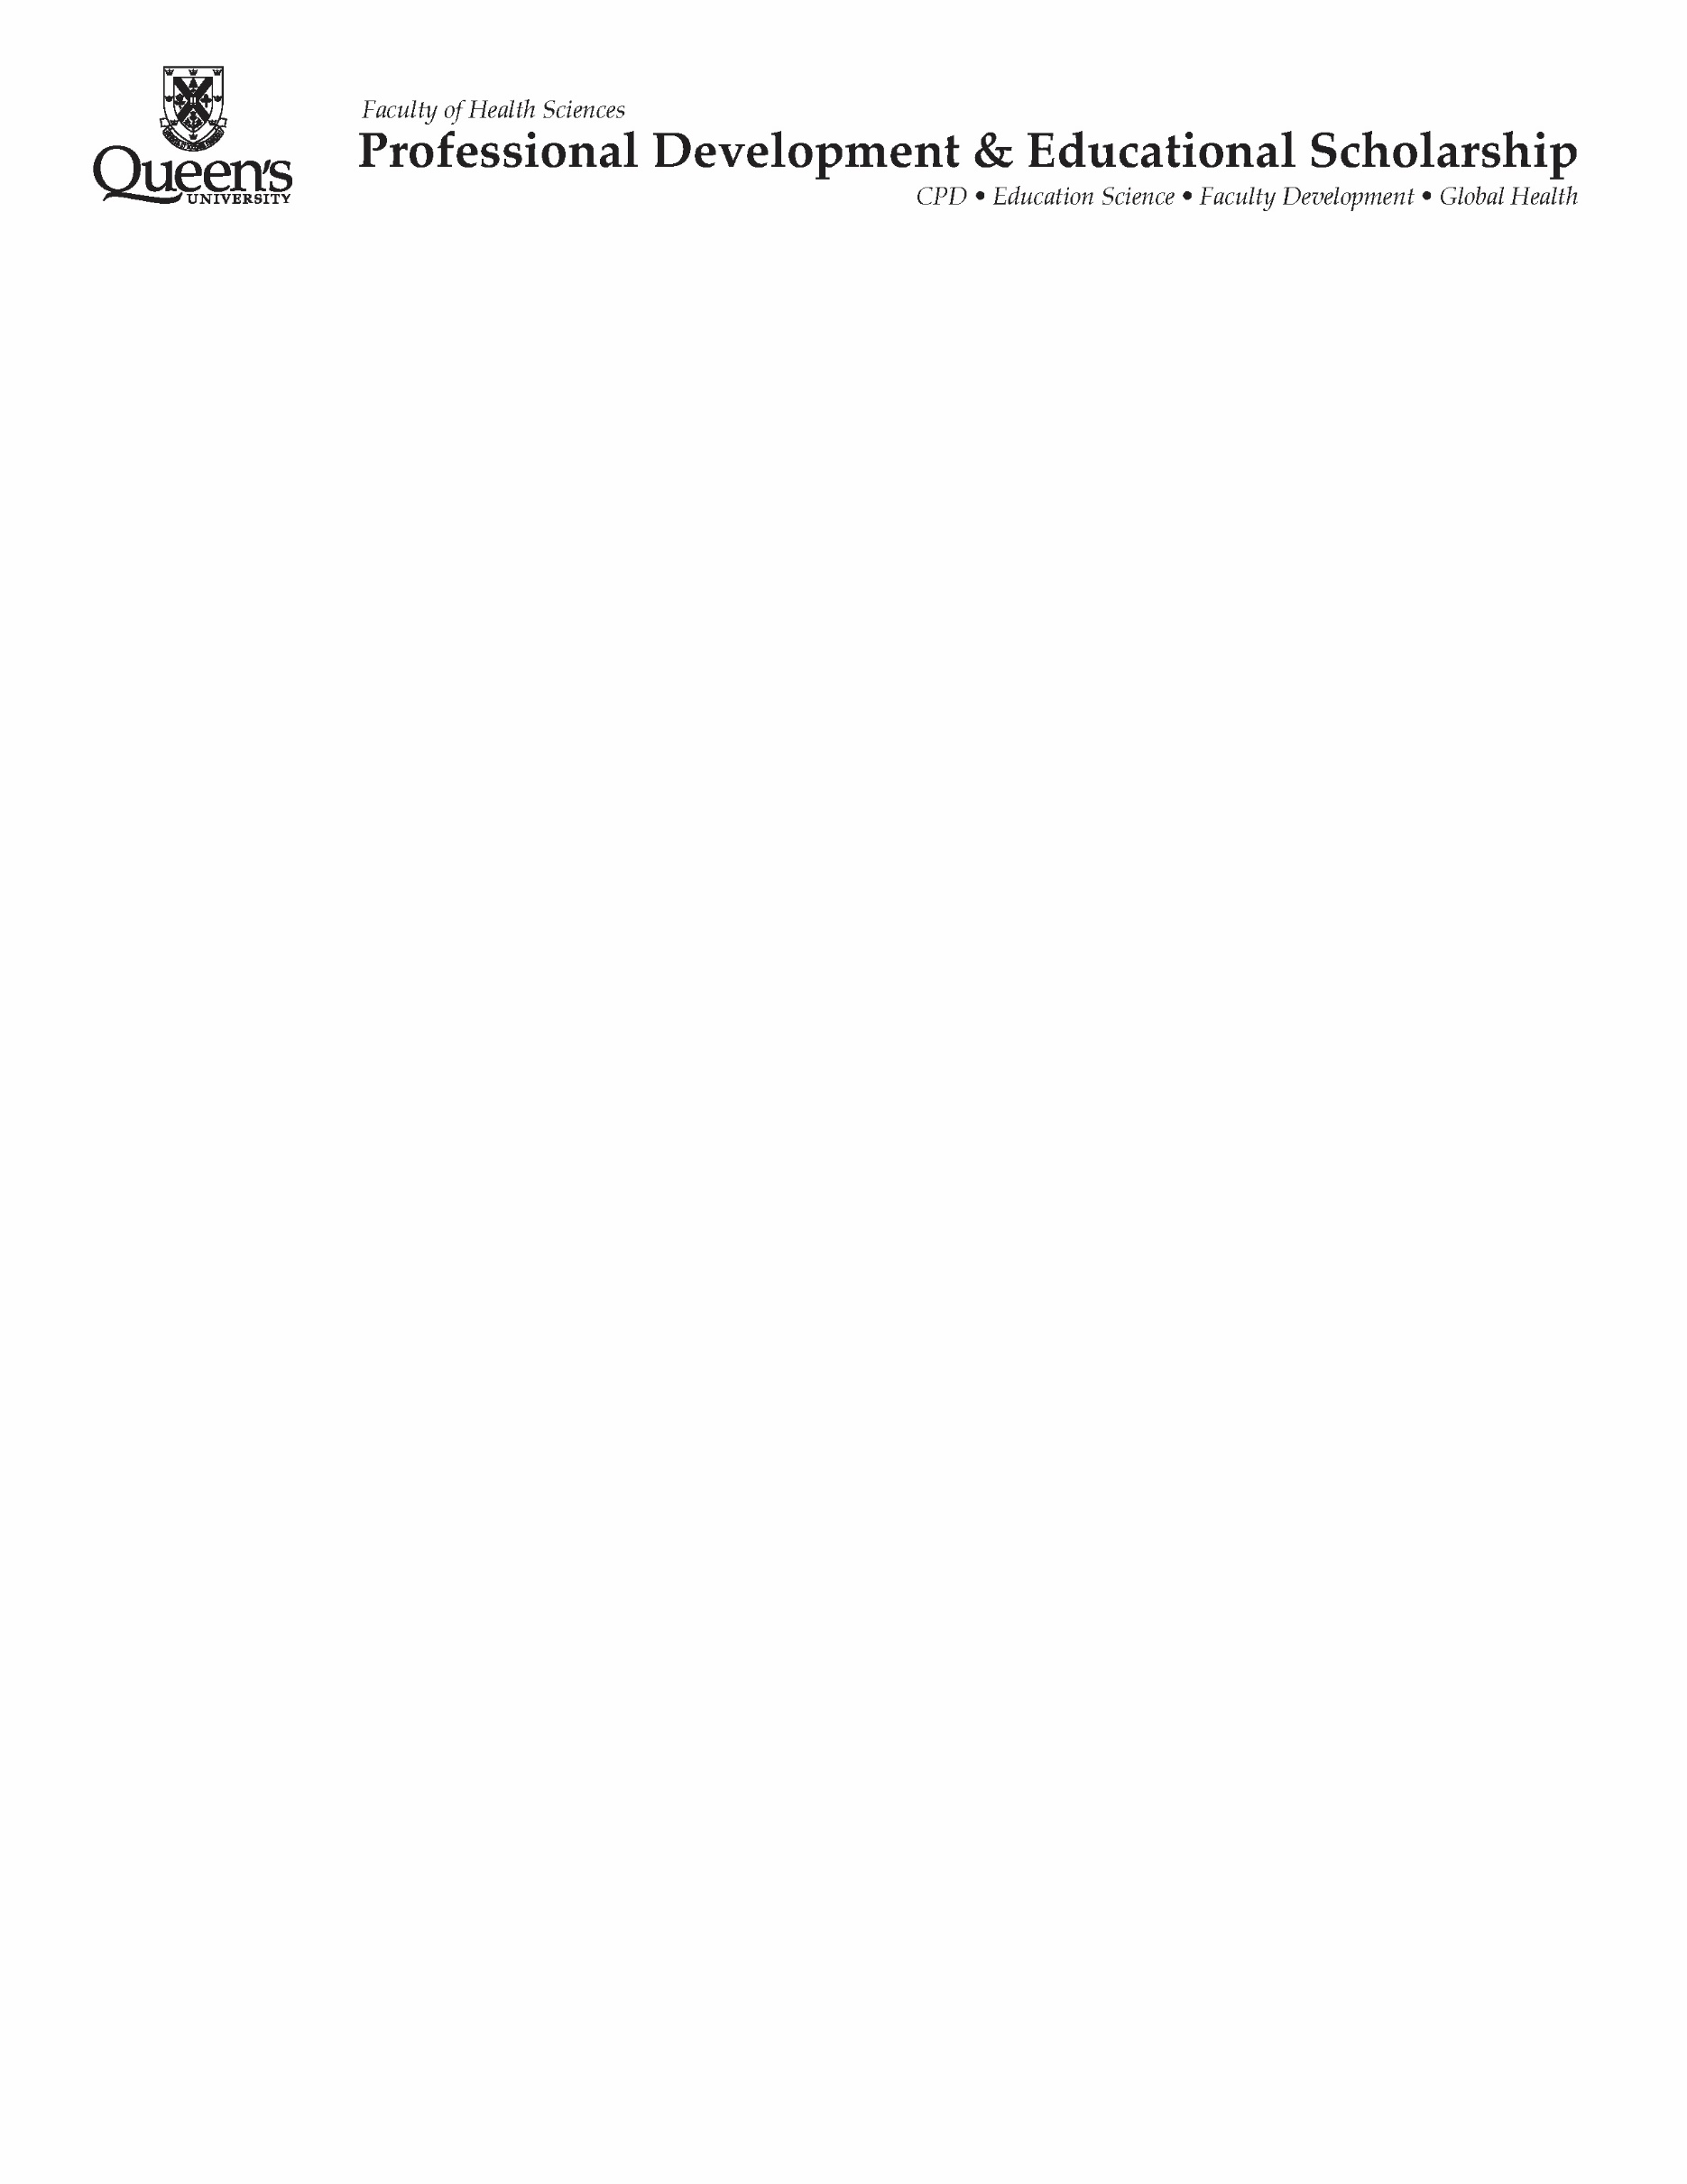 Faculty of Health Sciences
Professional Development & Educational Scholarship
Queen's
UNIVERSITY
CPD • Education Science • Faculty Development • Global Health